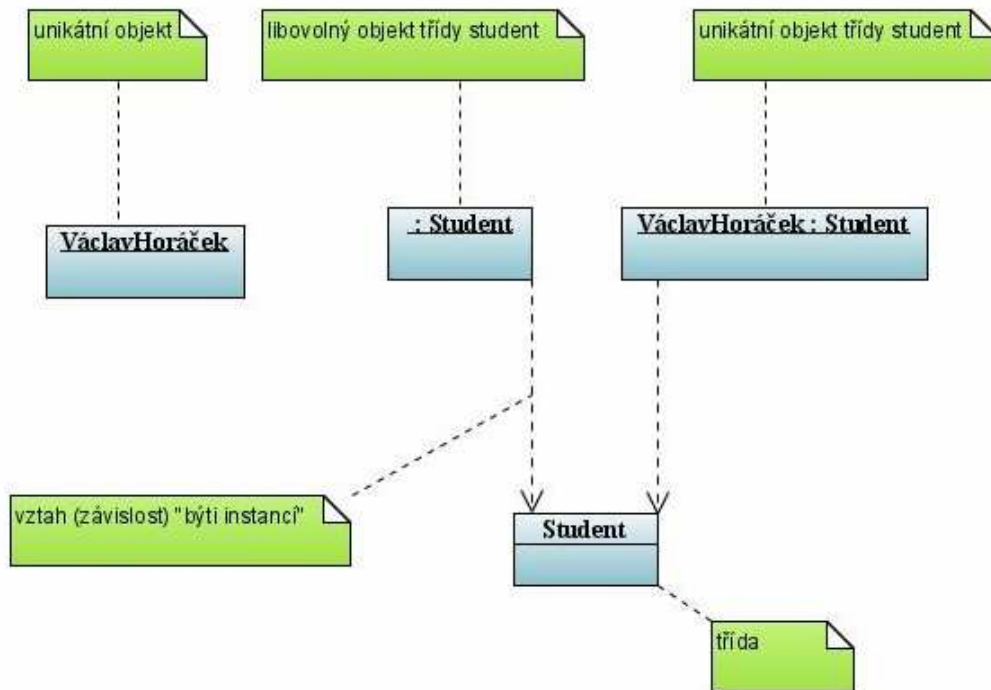 unikátní objekt
libovolný objekt třídy student
unikátní objekt třídy student
VáclavHoráček
: Student
VáclavHoráček : Student
vztah (závislost) "býti instancí"
Student
třída